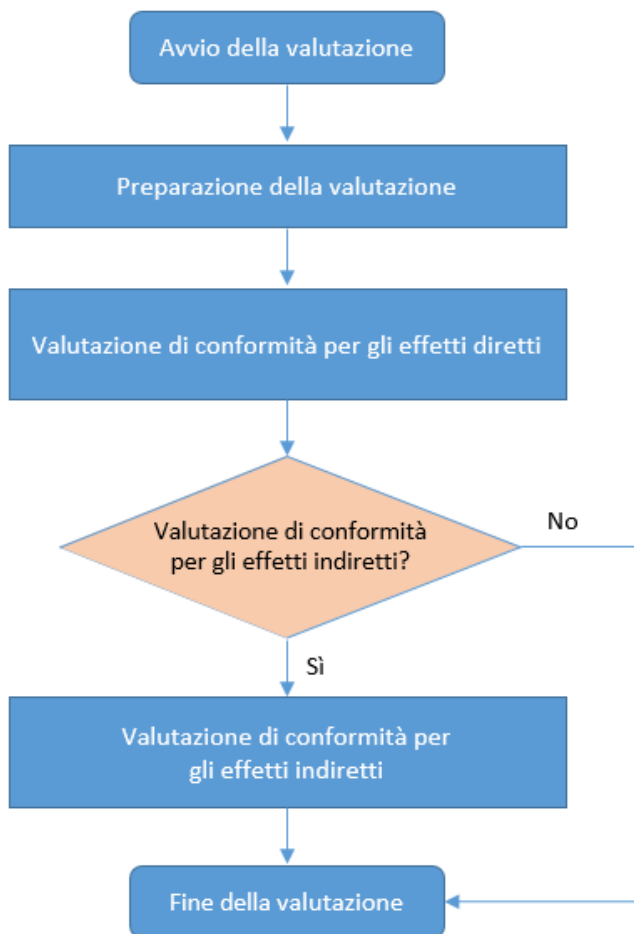 Avvio della valutazione
Preparazione della valutazione
Valutazione di conformità per gli effetti diretti
Valutazione di conformità
per gli effetti indiretti?
No
Sì
Valutazione di conformità per
gli effetti indiretti
Fine della valutazione